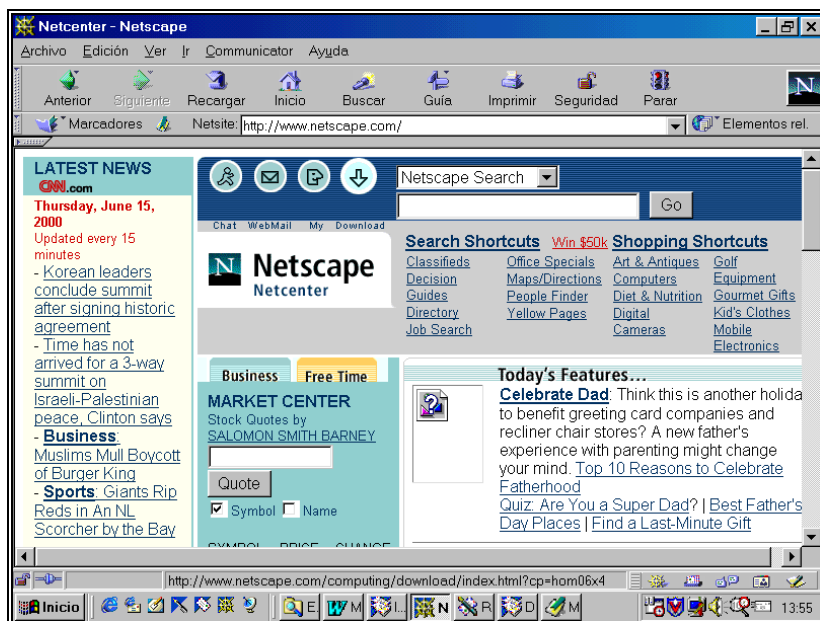 Netcenter - Netscape
Archivo Edición Ver Ir Communicator Ayuda
Anterior Siguiente Recargar Inicio Buscar Guía Imprimir Seguridad Parar
N
Marcadores Netsite: http://www.netscape.com/ Elementos rel.
LATEST NEWS
CNN.com
Thursday, June 15,
2000
Updated every 15
minutes
- Korean leaders
conclude summit
after signing historic
agreement
- Time has not
arrived for a 3-way
summit on
Israeli-Palestinian
peace, Clinton says
- Business:
Muslims Mull Boycott
of Burger King
- Sports: Giants Rip
Reds in An NL
Scorcher by the Bay
Chat WebMail My Download
Netscape Search
Go
N Netscape
Netcenter
Search Shortcuts Win $50k
Classifieds
Decision
Guides
Directory
Job Search
Office Specials
Maps/Directions
People Finder
Yellow Pages
Shopping Shortcuts
Art & Antiques
Computers
Diet & Nutrition
Digital
Cameras
Golf
Equipment
Gourmet Gifts
Kid's Clothes
Mobile
Electronics
Business Free Time
MARKET CENTER
Stock Quotes by
SALOMON SMITH BARNEY
Quote
Symbol Name
SYMBOL PRICE CHANGE
Today's Features...
Celebrate Dad: Think this is another holida
to benefit greeting card companies and
recliner chair stores? A new father's
experience with parenting might change
your mind. Top 10 Reasons to Celebrate
Fatherhood
Quiz: Are You a Super Dad? | Best Father's
Day Places | Find a Last-Minute Gift
http://www.netscape.com/computing/download/index.html?cp=hom06x4
Inicio E. M I.. N R D M 13:55